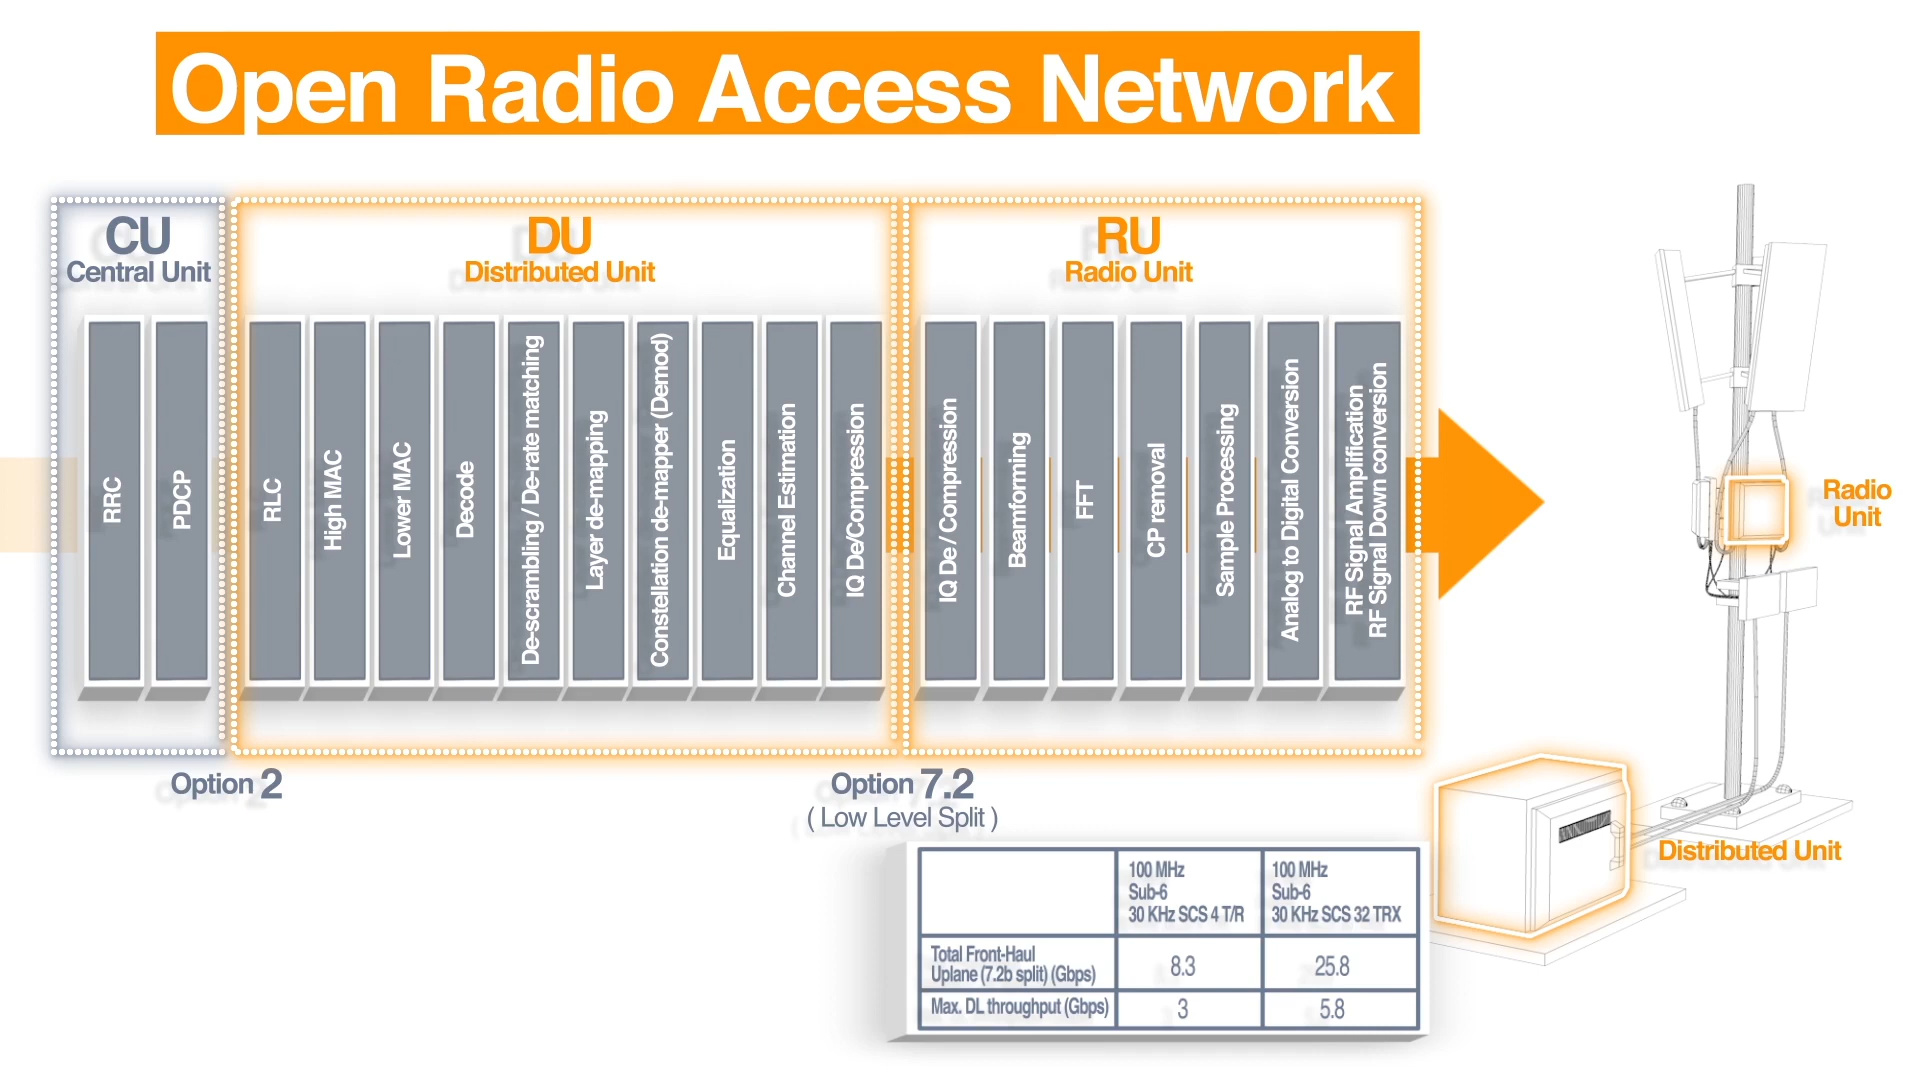 Open Radio Access Network
CU
Central Unit
DU
Distributed Unit
RU
Radio Unit
RRC
PDCP
RLC
High MAC
Lower MAC
Decode
De-scrambling / De-rate matching
Layer de-mapping
Constellation de-mapper (Demod)
Equalization
Channel Estimation
IQ De/Compression
IQ De / Compression
Beamforming
FFT
CP removal
Sample Processing
Analog to Digital Conversion
RF Signal Amplification
RF Signal Down conversion
Radio
Unit
Option 2
Option 7.2
( Low Level Split )
Distributed Unit
100 MHz
Sub-6
30 KHz SCS 4 T/R
100 MHz
Sub-6
30 KHz SCS 32 TRX
Total Front-Haul
Uplane (7.2b split) (Gbps)
8.3
25.8
Max. DL throughput (Gbps)
3
5.8